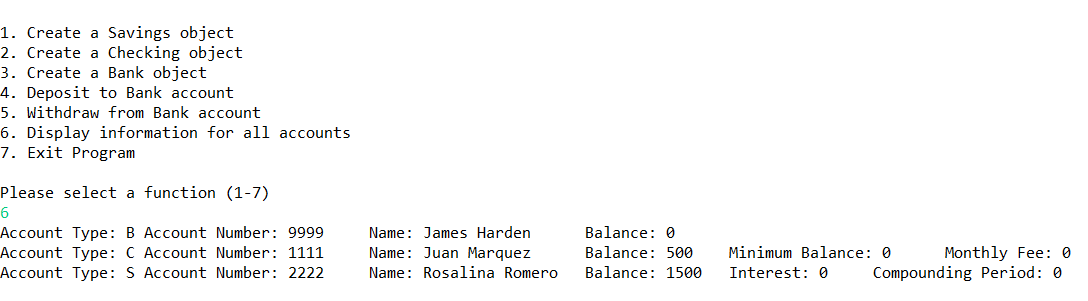 1. Create a Savings object
2. Create a Checking object
3. Create a Bank object
4. Deposit to Bank account
5. Withdraw from Bank account
6. Display information for all accounts
7. Exit Program
Please select a function (1-7)
6
Account Type: B Account Number: 9999 Name: James Harden Balance: 0
Account Type: C Account Number: 1111 Name: Juan Marquez Balance: 500 Minimum Balance: 0 Monthly Fee: 0
Account Type: S Account Number: 2222 Name: Rosalina Romero Balance: 1500 Interest: 0 Compounding Period: 0